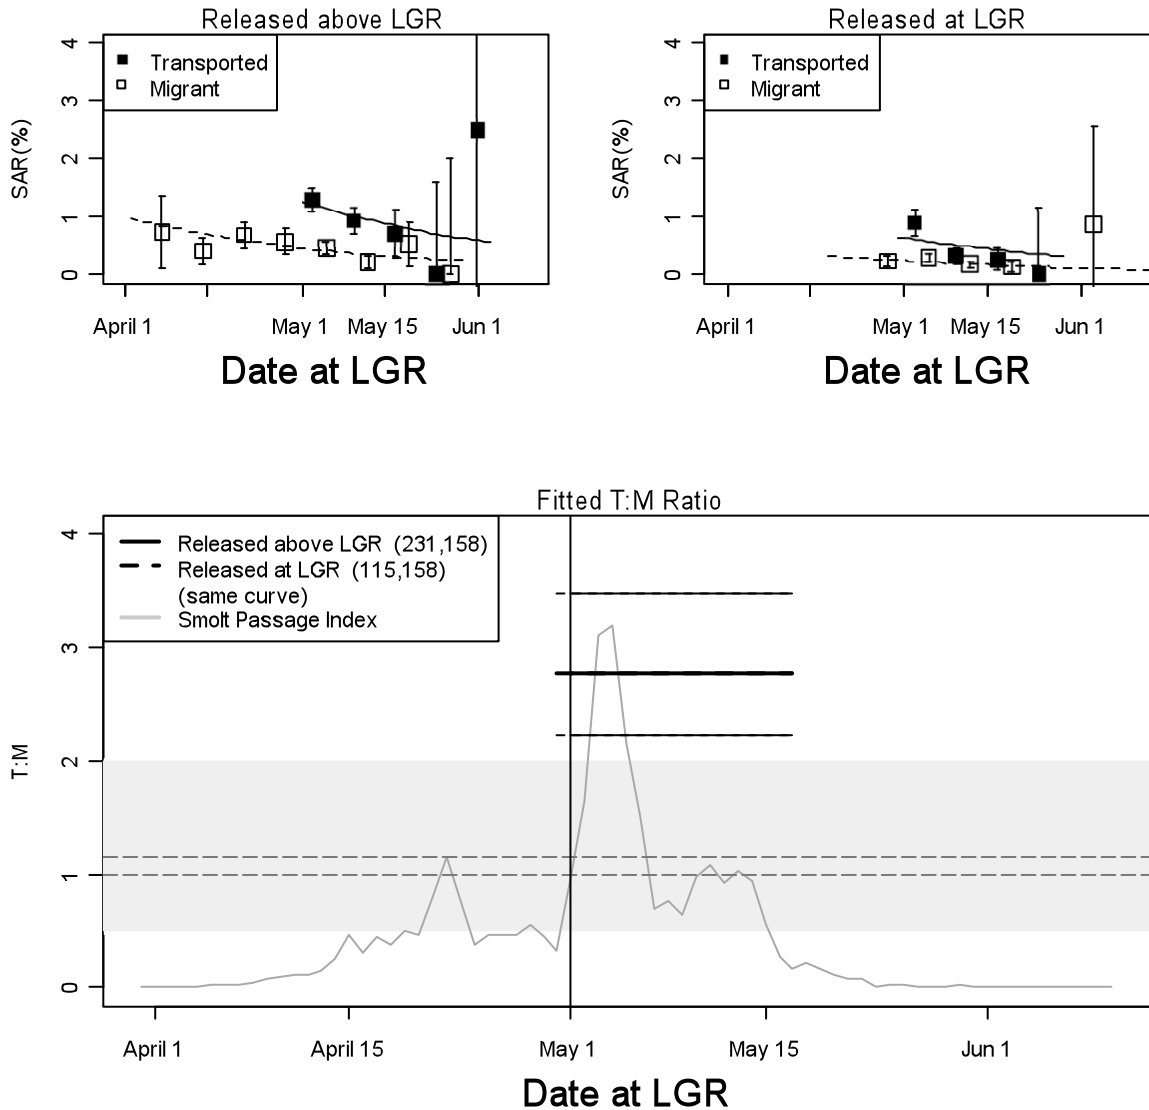 Released above LGR
4
3
2
1
0
SAR(%)
Transported
Migrant
April 1
May 1
May 15
Jun 1
Date at LGR
Released at LGR
4
3
2
1
0
SAR(%)
Transported
Migrant
April 1
May 1
May 15
Jun 1
Date at LGR
Fitted T:M Ratio
4
3
2
1
0
T:M
Released above LGR (231,158)
Released at LGR (115,158)
(same curve)
Smolt Passage Index
April 1
April 15
May 1
May 15
Jun 1
Date at LGR